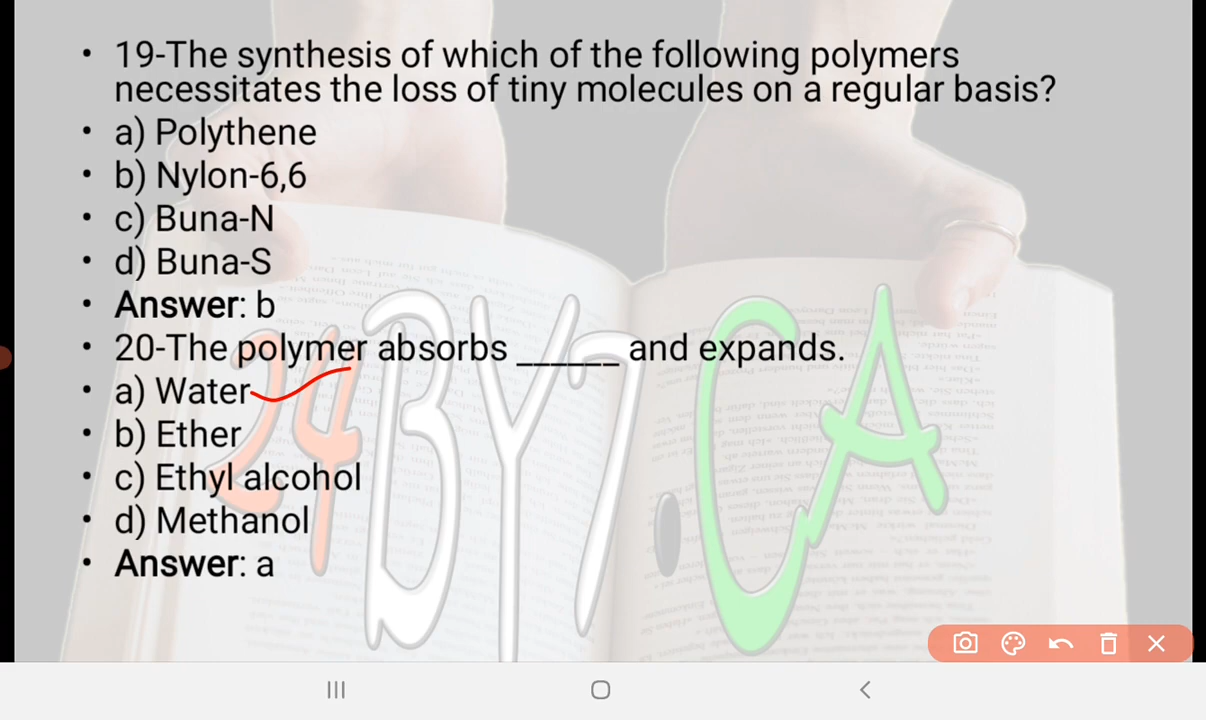 • 19-The synthesis of which of the following polymers
necessitates the loss of tiny molecules on a regular basis?
• a) Polythene
• b) Nylon-6,6
• c) Buna-N
• d) Buna-S
• Answer: b
• 20-The polymer absorbs ______ and expands.
• a) Water
• b) Ether
• c) Ethyl alcohol
• d) Methanol
• Answer: a
24BY7.CA